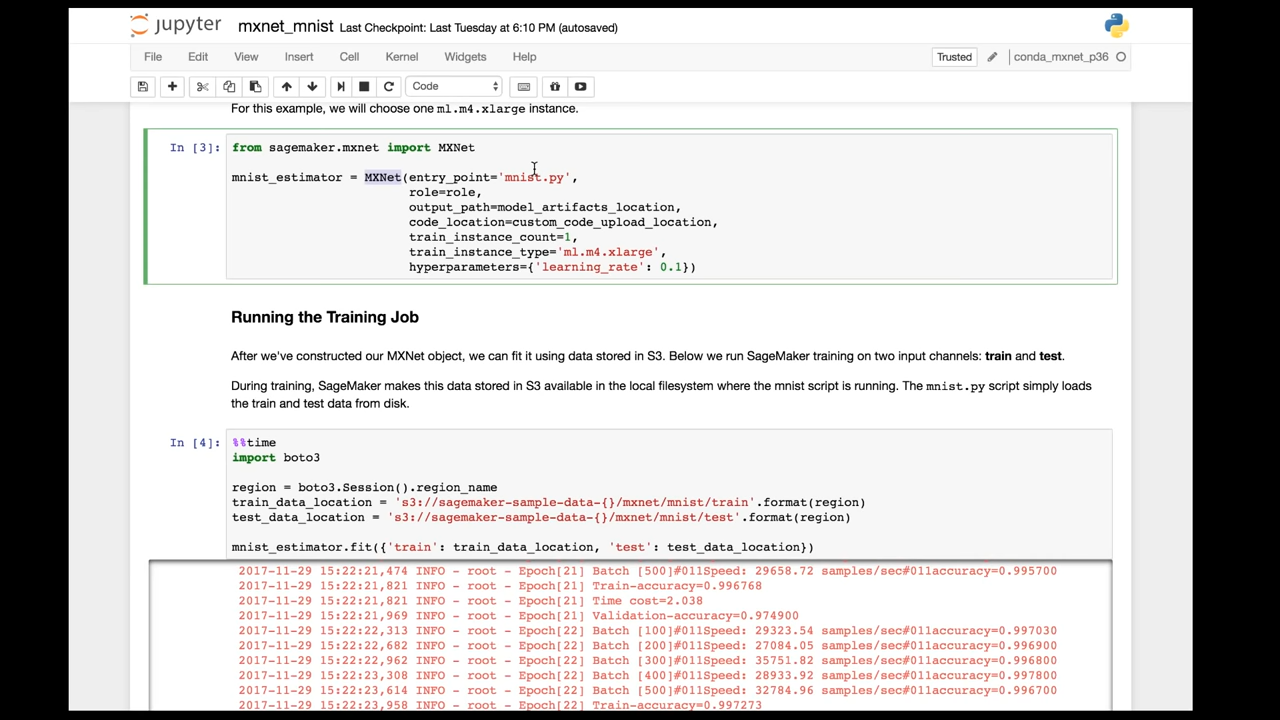 jupyter mxnet_mnist Last Checkpoint: Last Tuesday at 6:10 PM (autosaved)
File Edit View Insert Cell Kernel Widgets Help Trusted conda_mxnet_p36
Code
For this example, we will choose one ml.m4.xlarge instance.
In [3]: from sagemaker.mxnet import MXNet
mnist_estimator = MXNet(entry_point='mnist.py',
role=role,
output_path=model_artifacts_location,
code_location=custom_code_upload_location,
train_instance_count=1,
train_instance_type='ml.m4.xlarge',
hyperparameters={'learning_rate': 0.1})
Running the Training Job
After we've constructed our MXNet object, we can fit it using data stored in S3. Below we run SageMaker training on two input channels: train and test.
During training, SageMaker makes this data stored in S3 available in the local filesystem where the mnist script is running. The mnist.py script simply loads
the train and test data from disk.
In [4]: %%time
import boto3
region = boto3.Session().region_name
train_data_location = 's3://sagemaker-sample-data-{}/mxnet/mnist/train'.format(region)
test_data_location = 's3://sagemaker-sample-data-{}/mxnet/mnist/test'.format(region)
mnist_estimator.fit({'train': train_data_location, 'test': test_data_location})
2017-11-29 15:22:21,474 INFO - root - Epoch[21] Batch [500]#011Speed: 29658.72 samples/sec#011accuracy=0.995700
2017-11-29 15:22:21,821 INFO - root - Epoch[21] Train-accuracy=0.996768
2017-11-29 15:22:21,821 INFO - root - Epoch[21] Time cost=2.038
2017-11-29 15:22:21,969 INFO - root - Epoch[21] Validation-accuracy=0.974900
2017-11-29 15:22:22,313 INFO - root - Epoch[22] Batch [100]#011Speed: 29323.54 samples/sec#011accuracy=0.997030
2017-11-29 15:22:22,682 INFO - root - Epoch[22] Batch [200]#011Speed: 27084.05 samples/sec#011accuracy=0.996900
2017-11-29 15:22:22,962 INFO - root - Epoch[22] Batch [300]#011Speed: 35751.82 samples/sec#011accuracy=0.996800
2017-11-29 15:22:23,308 INFO - root - Epoch[22] Batch [400]#011Speed: 28933.92 samples/sec#011accuracy=0.997800
2017-11-29 15:22:23,614 INFO - root - Epoch[22] Batch [500]#011Speed: 32784.96 samples/sec#011accuracy=0.996700
2017-11-29 15:22:23,958 INFO - root - Epoch[22] Train-accuracy=0.997273